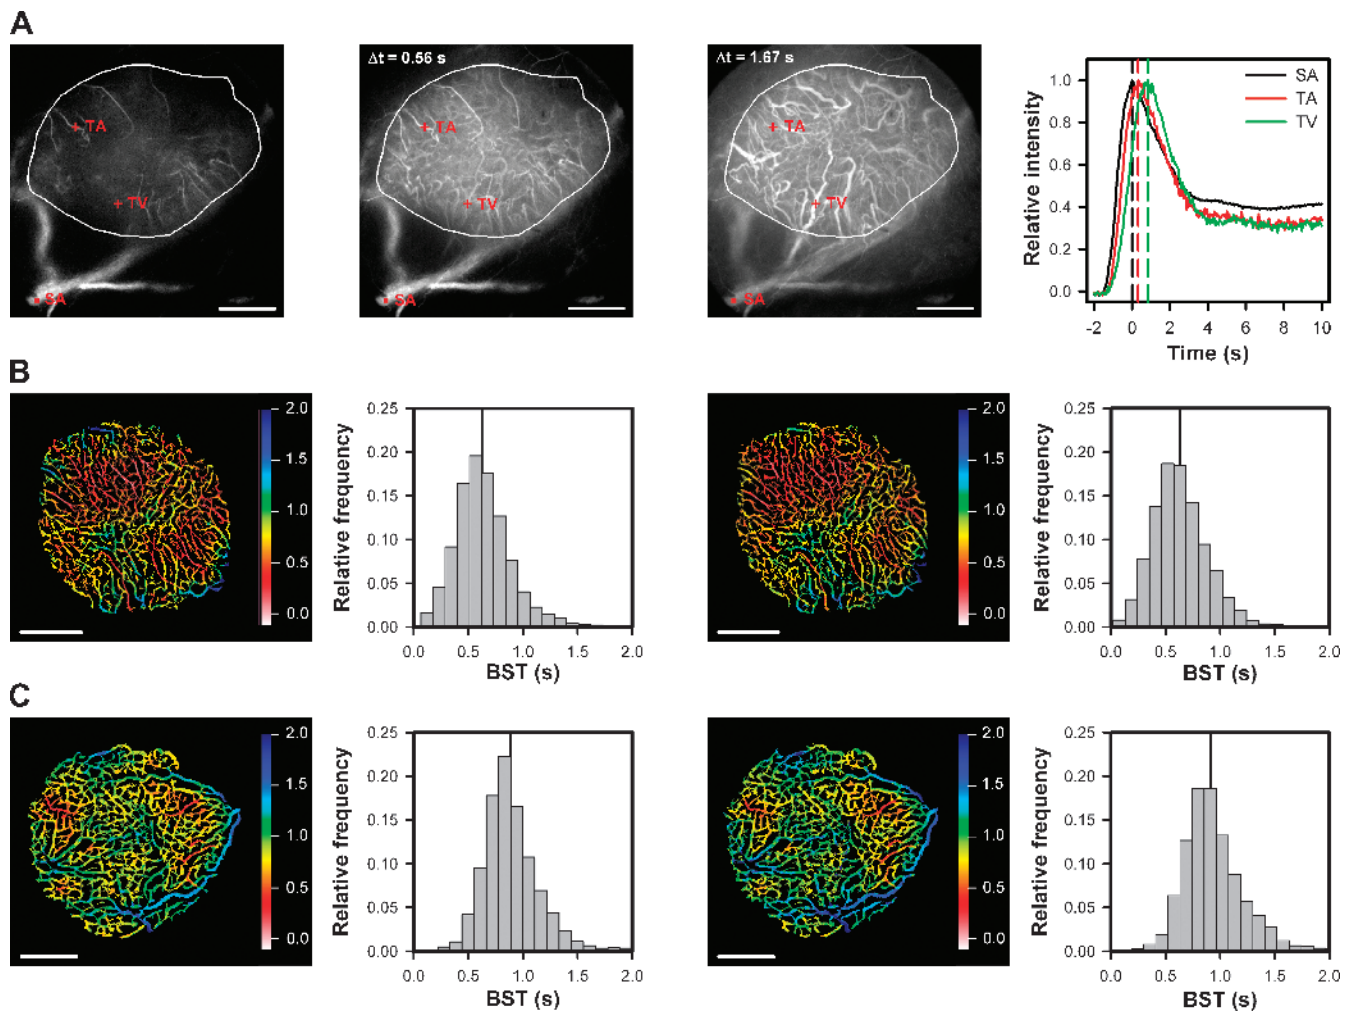 A
TA
TV
SA
Δt = 0.56 s
TA
TV
SA
Δt = 1.67 s
TA
TV
SA
Relative intensity
1.0
0.8
0.6
0.4
0.2
0.0
SA
TA
TV
-2 0 2 4 6 8 10
Time (s)
B
2.0
1.5
1.0
0.5
0.0
Relative frequency
0.25
0.20
0.15
0.10
0.05
0.00
0.0 0.5 1.0 1.5 2.0
BST (s)
2.0
1.5
1.0
0.5
0.0
Relative frequency
0.25
0.20
0.15
0.10
0.05
0.00
0.0 0.5 1.0 1.5 2.0
BST (s)
C
2.0
1.5
1.0
0.5
0.0
Relative frequency
0.25
0.20
0.15
0.10
0.05
0.00
0.0 0.5 1.0 1.5 2.0
BST (s)
2.0
1.5
1.0
0.5
0.0
Relative frequency
0.25
0.20
0.15
0.10
0.05
0.00
0.0 0.5 1.0 1.5 2.0
BST (s)